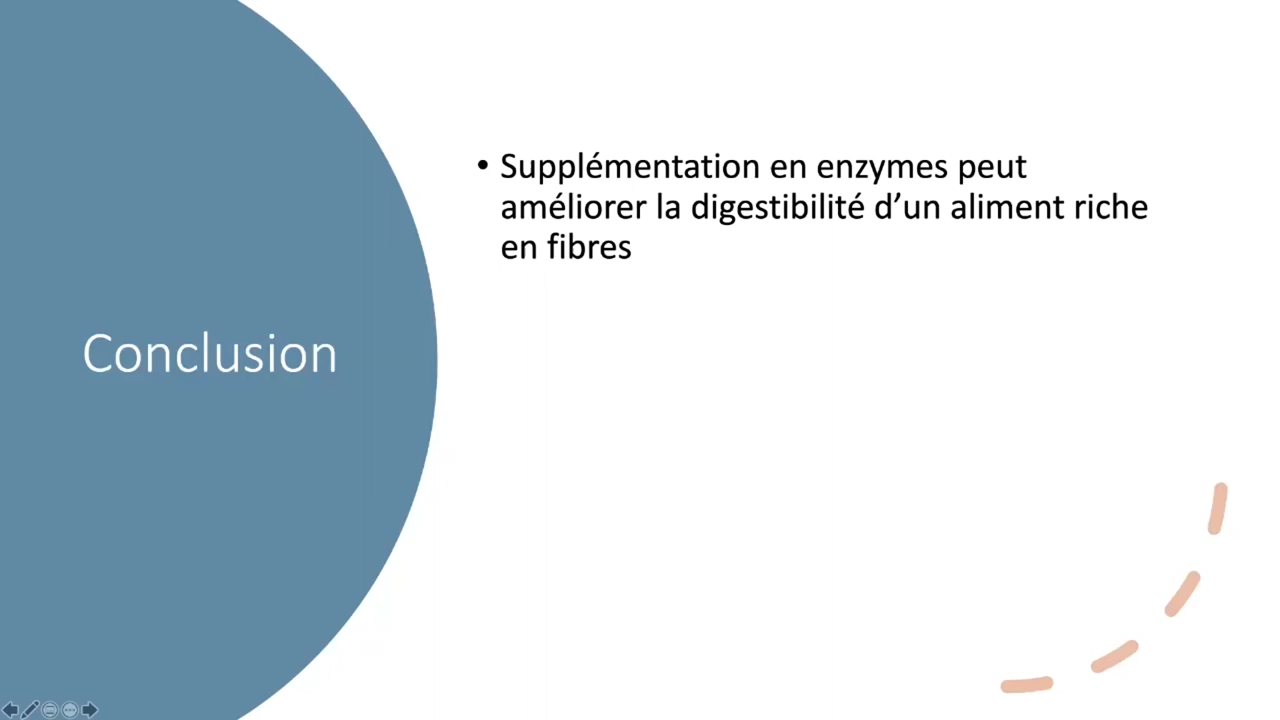 Conclusion
• Supplémentation en enzymes peut
améliorer la digestibilité d’un aliment riche
en fibres